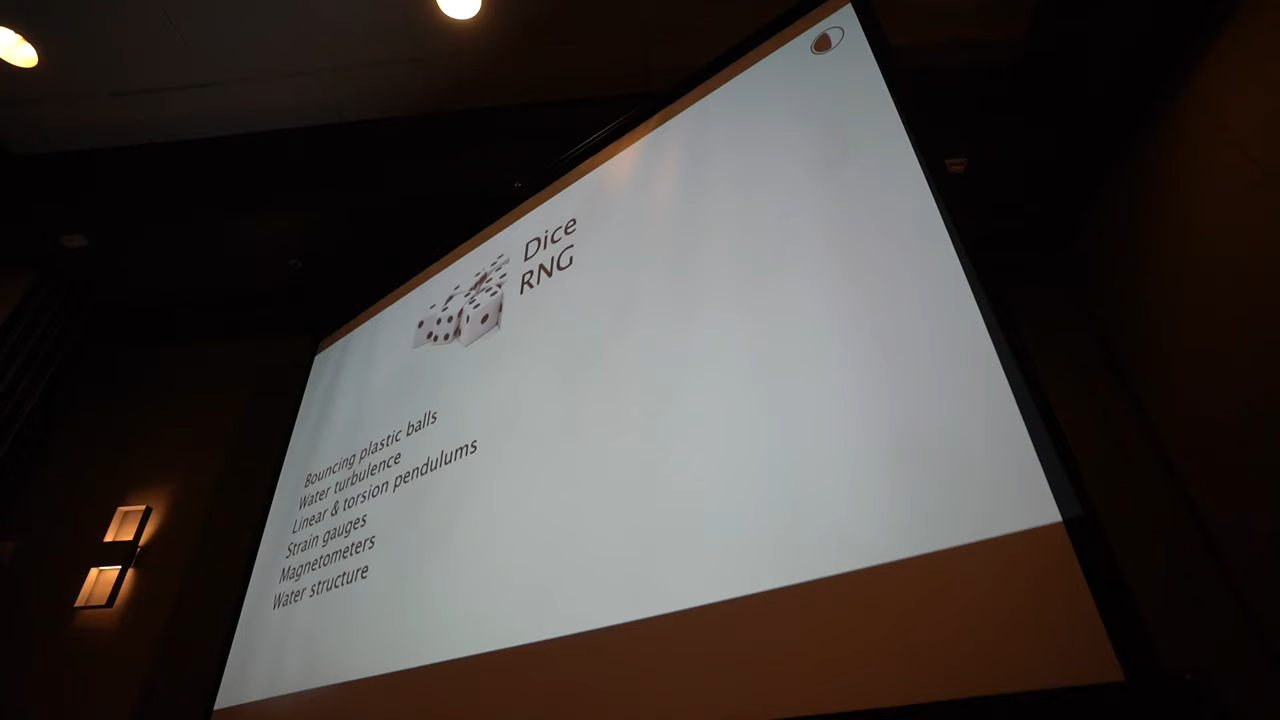 Dice
RNG
Bouncing plastic balls
Water turbulence
Linear & torsion pendulums
Strain gauges
Magnetometers
Water structure